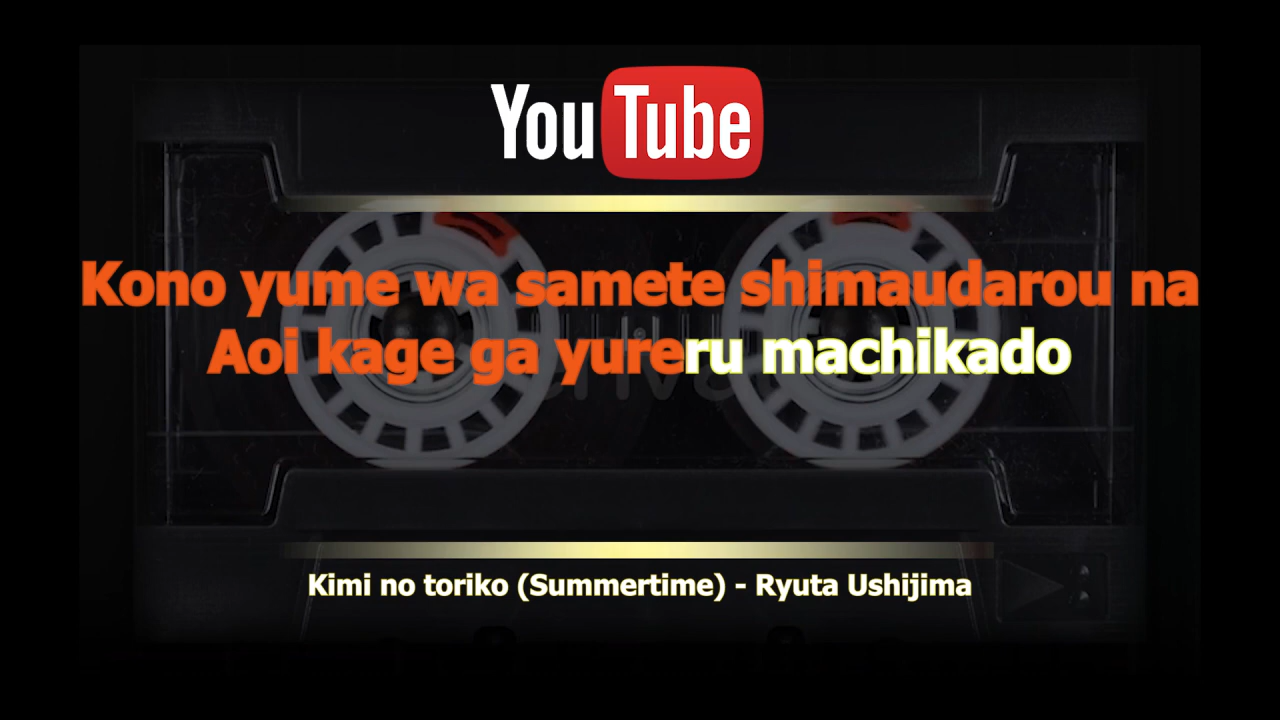 YouTube
Kono yume wa samete shimaudarou na
Aoi kage ga yureru machikado
Kimi no toriko (Summertime) - Ryuta Ushijima